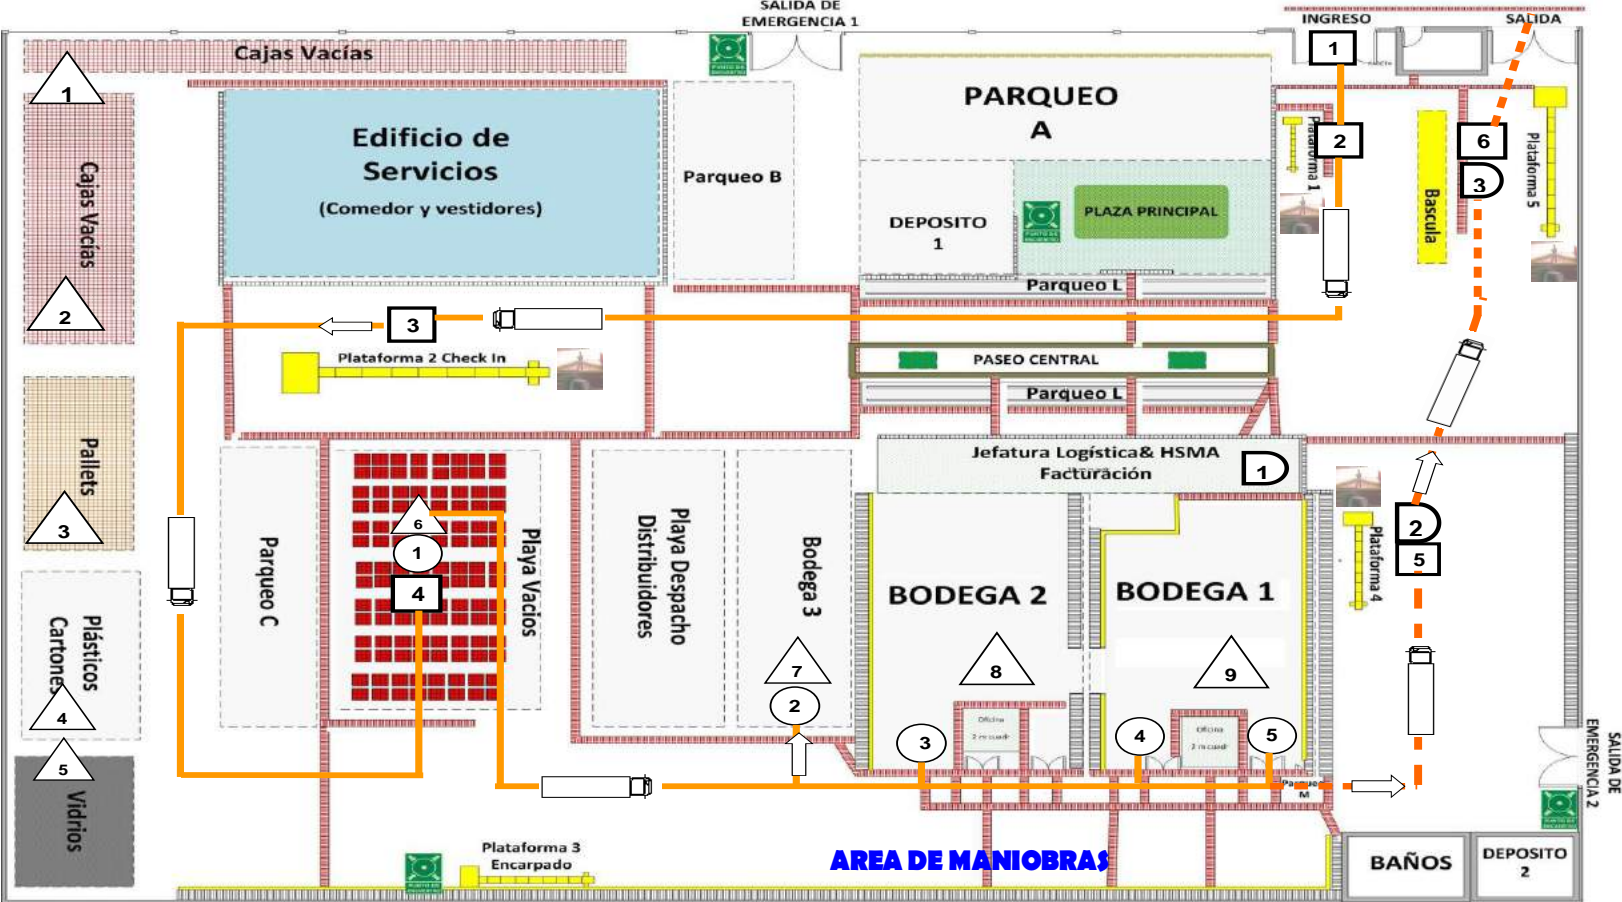 SALIDA DE
EMERGENCIA 1
INGRESO
SALIDA
1
Cajas Vacías
1
PARQUEO
A
2
Plataforma 1
6
3
Plataforma 5
Bascula
Edificio de
Servicios
(Comedor y vestidores)
Parqueo B
Cajas Vacías
2
DEPOSITO
1
PLAZA PRINCIPAL
Parqueo L
3
Plataforma 2 Check In
PASEO CENTRAL
Parqueo L
Pallets
3
Jefatura Logística& HSMA
Facturación
1
6
1
4
Playa Vacios
Parqueo C
Playa Despacho
Distribuidores
Bodega 3
7
2
BODEGA 2
8
BODEGA 1
9
2
5
Plataforma 4
Plásticos
Cartones
4
5
Vidrios
3
Oficina
4
Oficina
5
Parqueo
M
SALIDA DE
EMERGENCIA 2
Plataforma 3
Encarpado
AREA DE MANIOBRAS
BAÑOS
DEPOSITO
2